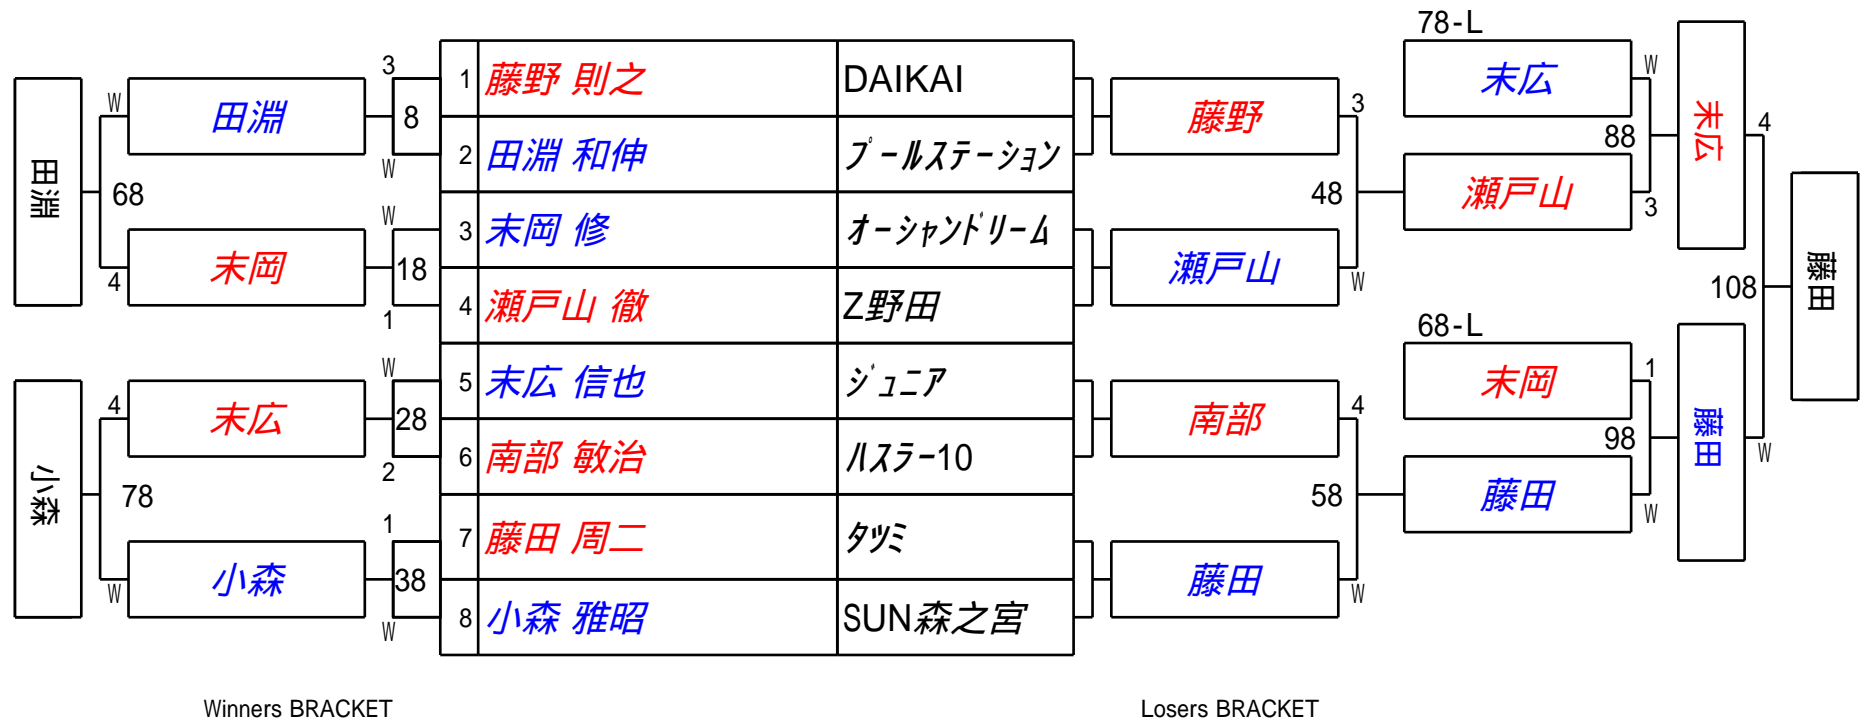 78-L
3
1 藤野 則之 DAIKAI
W
末広
W
田淵
8
藤野
3
末広
4
88
2 田淵 和伸 プールステーション
W
田淵
68
48
瀬戸山
3
W
3 末岡 修 オーシャンドリーム
末岡
4
18
瀬戸山
W
藤田
108
4 瀬戸山 徹 Z野田
1
68-L
W
5 末広 信也 ジュニア
末岡
1
4
末広
28
南部
4
藤田
98
W
6 南部 敏治 ハスラー10
2
小森
78
58
藤田
W
1
7 藤田 周二 タツミ
小森
W
38
藤田
W
8 小森 雅昭 SUN森之宮
W
Winners BRACKET
Losers BRACKET